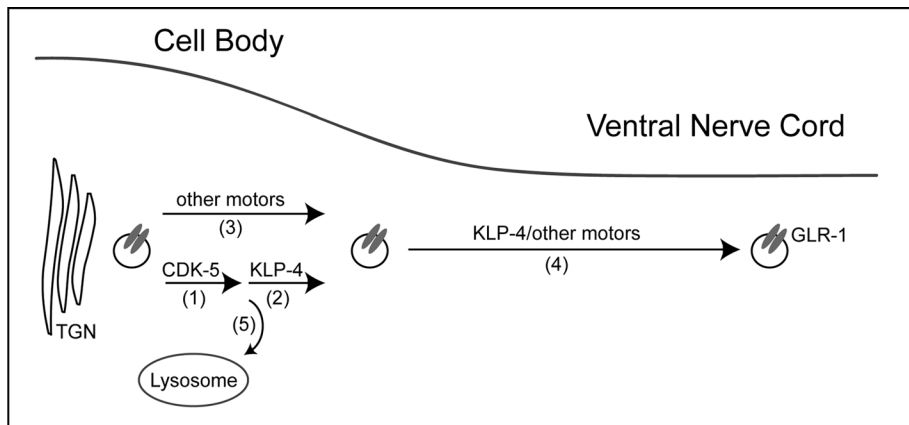 Cell Body
Ventral Nerve Cord
other motors
(3)
KLP-4/other motors
(4)
GLR-1
CDK-5
(1)
KLP-4
(2)
(5)
TGN
Lysosome